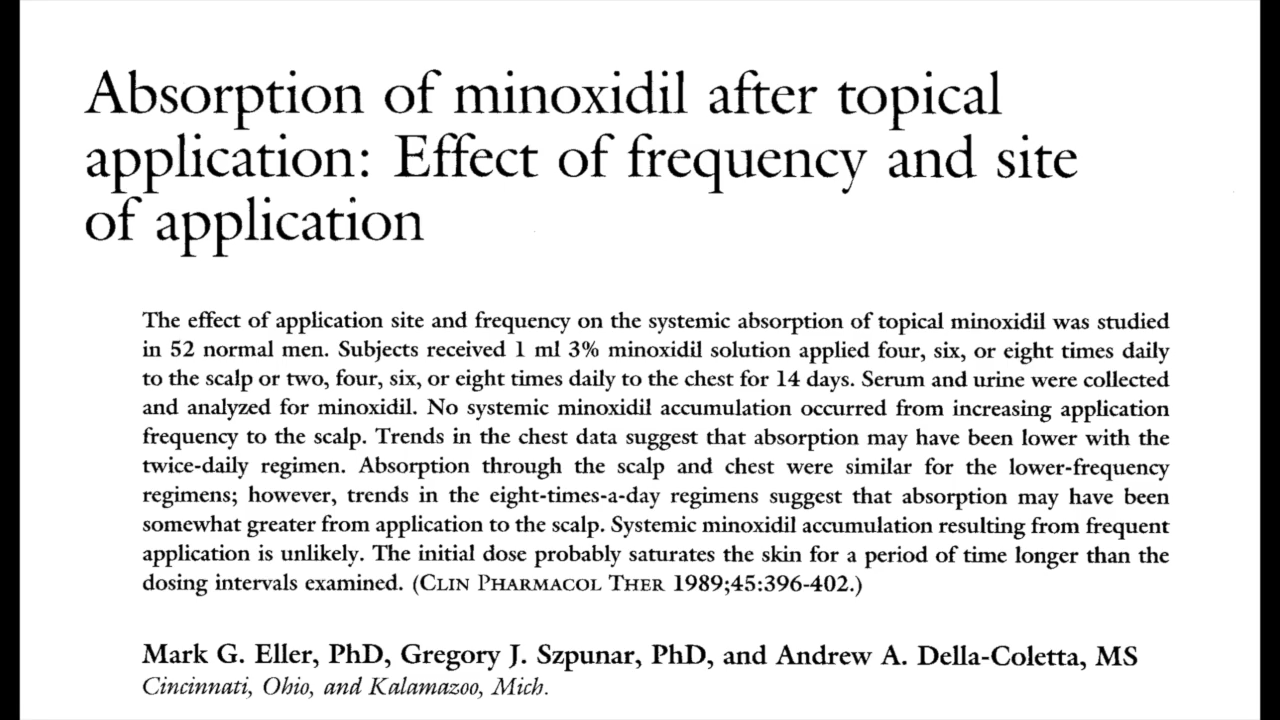 Absorption of minoxidil after topical
application: Effect of frequency and site
of application
The effect of application site and frequency on the systemic absorption of topical minoxidil was studied
in 52 normal men. Subjects received 1 ml 3% minoxidil solution applied four, six, or eight times daily
to the scalp or two, four, six, or eight times daily to the chest for 14 days. Serum and urine were collected
and analyzed for minoxidil. No systemic minoxidil accumulation occurred from increasing application
frequency to the scalp. Trends in the chest data suggest that absorption may have been lower with the
twice-daily regimen. Absorption through the scalp and chest were similar for the lower-frequency
regimens; however, trends in the eight-times-a-day regimens suggest that absorption may have been
somewhat greater from application to the scalp. Systemic minoxidil accumulation resulting from frequent
application is unlikely. The initial dose probably saturates the skin for a period of time longer than the
dosing intervals examined. (CLIN PHARMACOL THER 1989;45:396-402.)
Mark G. Eller, PhD, Gregory J. Szpunar, PhD, and Andrew A. Della-Coletta, MS
Cincinnati, Ohio, and Kalamazoo, Mich.